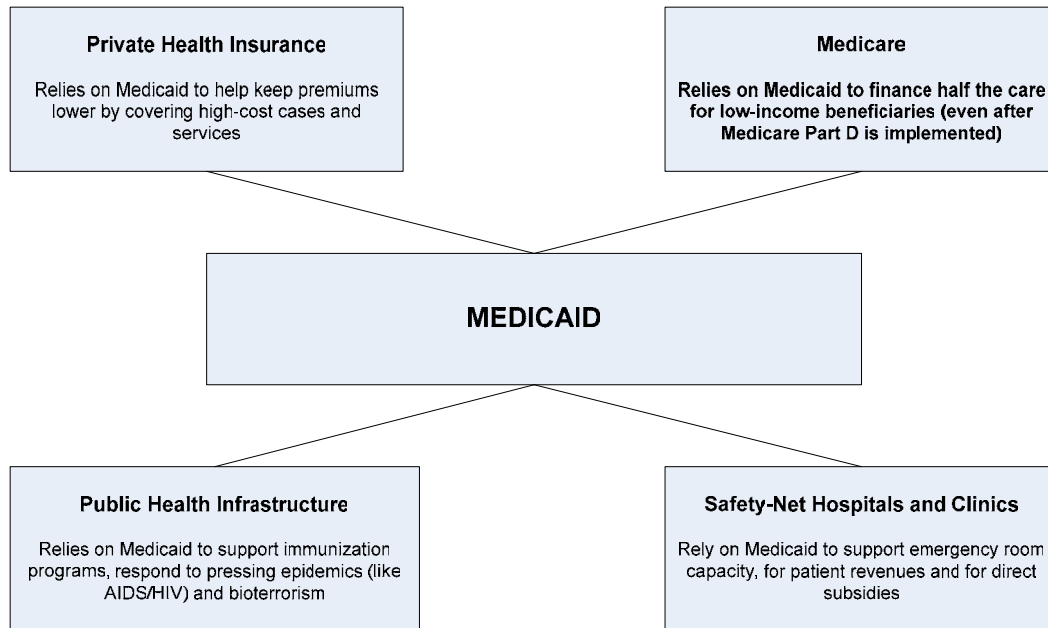 Private Health Insurance
Relies on Medicaid to help keep premiums
lower by covering high-cost cases and
services
Medicare
Relies on Medicaid to finance half the care
for low-income beneficiaries (even after
Medicare Part D is implemented)
MEDICAID
Public Health Infrastructure
Relies on Medicaid to support immunization
programs, respond to pressing epidemics (like
AIDS/HIV) and bioterrorism
Safety-Net Hospitals and Clinics
Rely on Medicaid to support emergency room
capacity, for patient revenues and for direct
subsidies